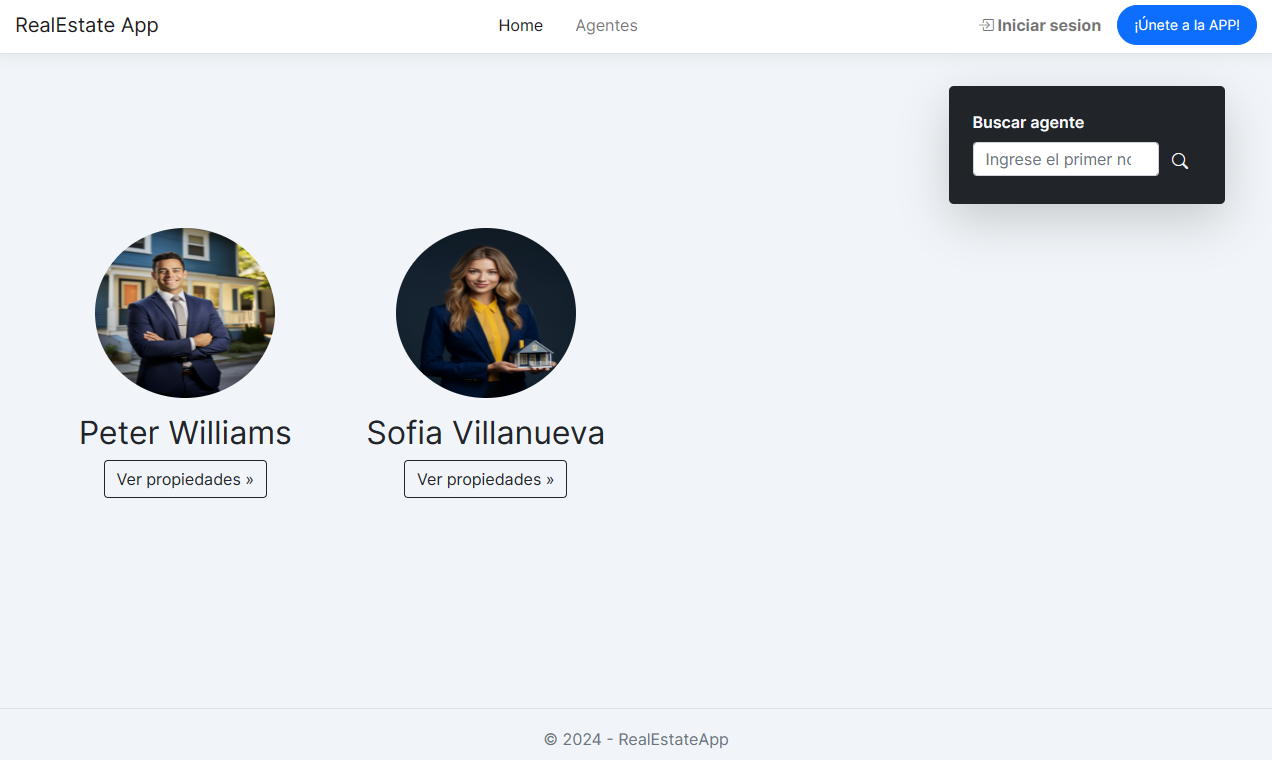 RealEstate App
Home
Agentes
Iniciar sesion
¡Únete a la APP!
Buscar agente
Ingrese el primer no
Peter Williams
Sofia Villanueva
Ver propiedades »
Ver propiedades »
© 2024 - RealEstateApp